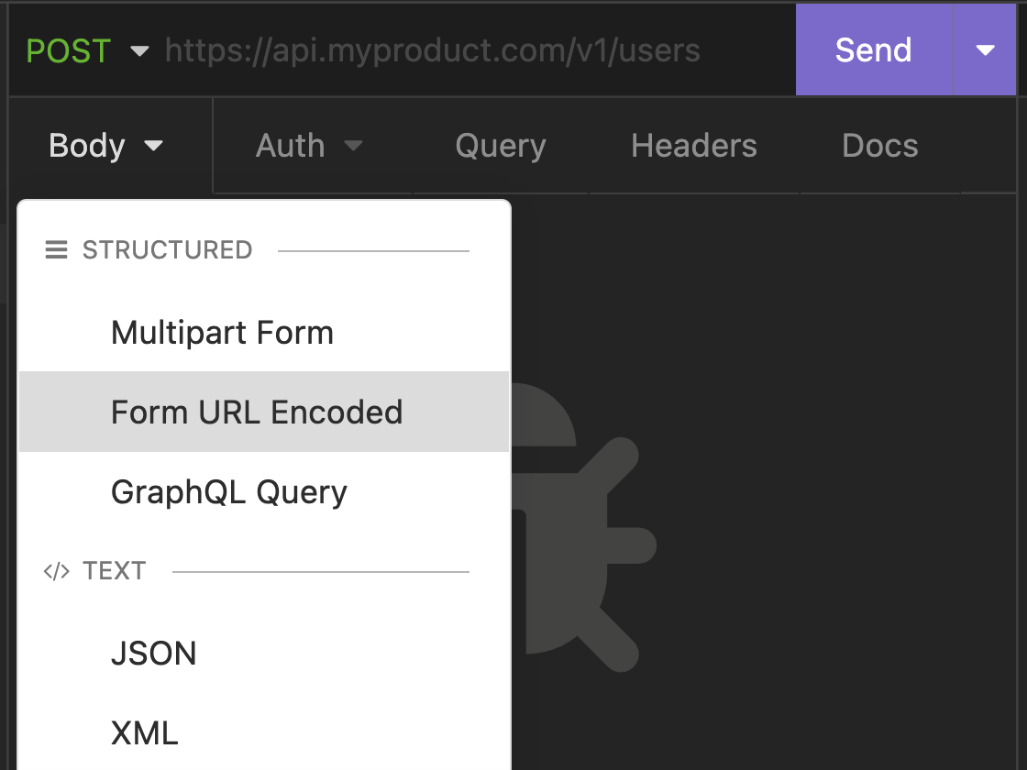 POST https://api.myproduct.com/v1/users Send
Body Auth Query Headers Docs
STRUCTURED
Multipart Form
Form URL Encoded
GraphQL Query
</> TEXT
JSON
XML